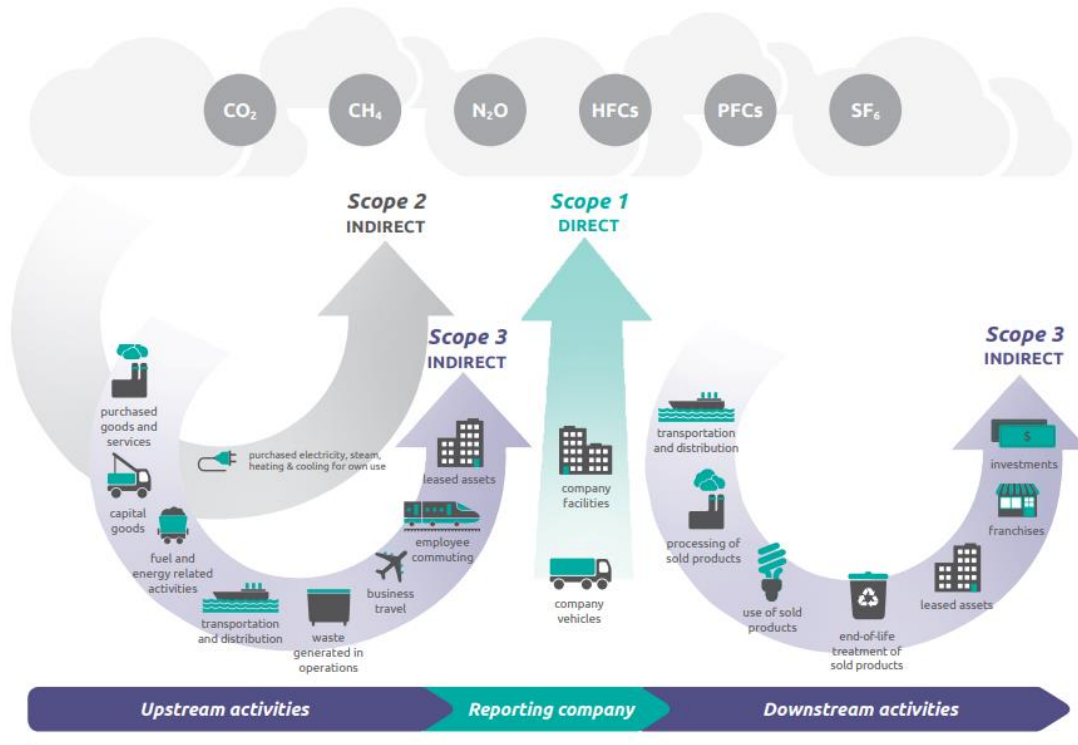 CO₂
CH₄
N₂O
HFCs
PFCs
SF₆
Scope 2
INDIRECT
Scope 1
DIRECT
Scope 3
INDIRECT
Scope 3
INDIRECT
purchased
goods and
services
capital
goods
fuel and
energy related
activities
purchased electricity, steam,
heating & cooling for own use
transportation
and distribution
waste
generated in
operations
business
travel
employee
commuting
leased assets
company
facilities
company
vehicles
transportation
and distribution
processing of
sold products
use of sold
products
end-of-life
treatment of
sold products
leased assets
franchises
$
investments
Upstream activities
Reporting company
Downstream activities